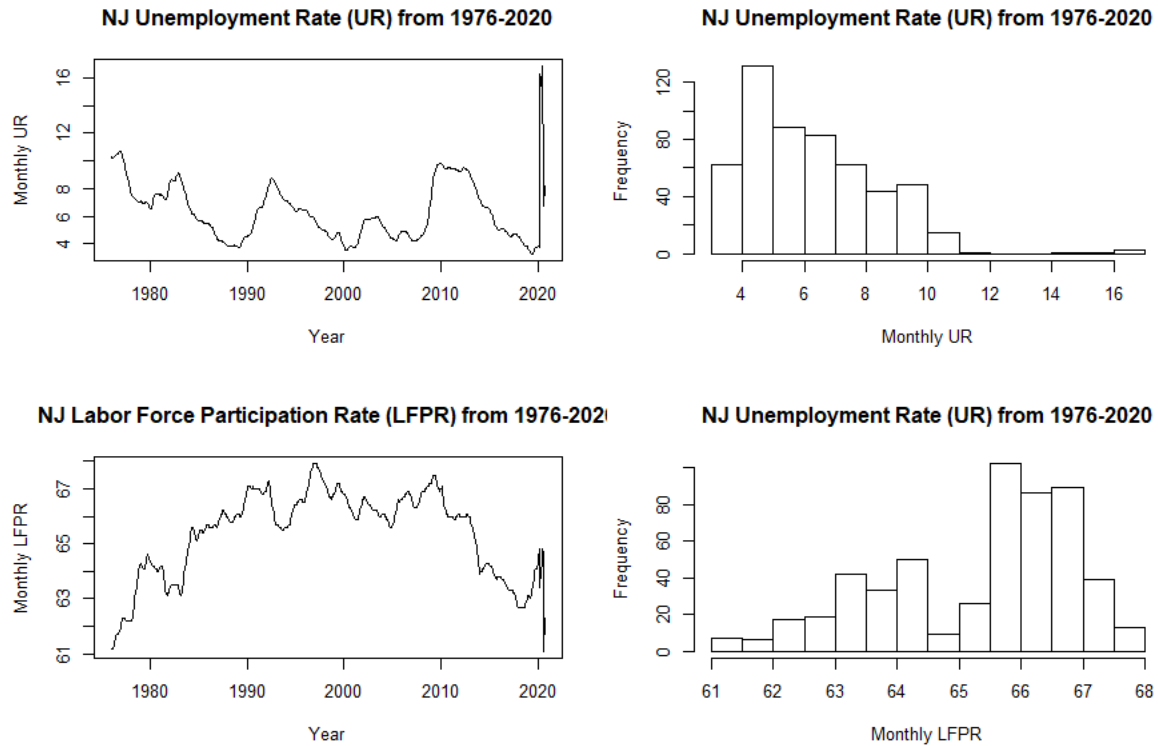 NJ Unemployment Rate (UR) from 1976-2020
Monthly UR
16
12
8
6
4
1980 1990 2000 2010 2020
Year
NJ Unemployment Rate (UR) from 1976-2020
Frequency
120
80
40
0
4 6 8 10 12 14 16
Monthly UR
NJ Labor Force Participation Rate (LFPR) from 1976-202
Monthly LFPR
67
65
63
61
1980 1990 2000 2010 2020
Year
NJ Unemployment Rate (UR) from 1976-2020
Frequency
80
60
40
20
0
61 62 63 64 65 66 67 68
Monthly LFPR